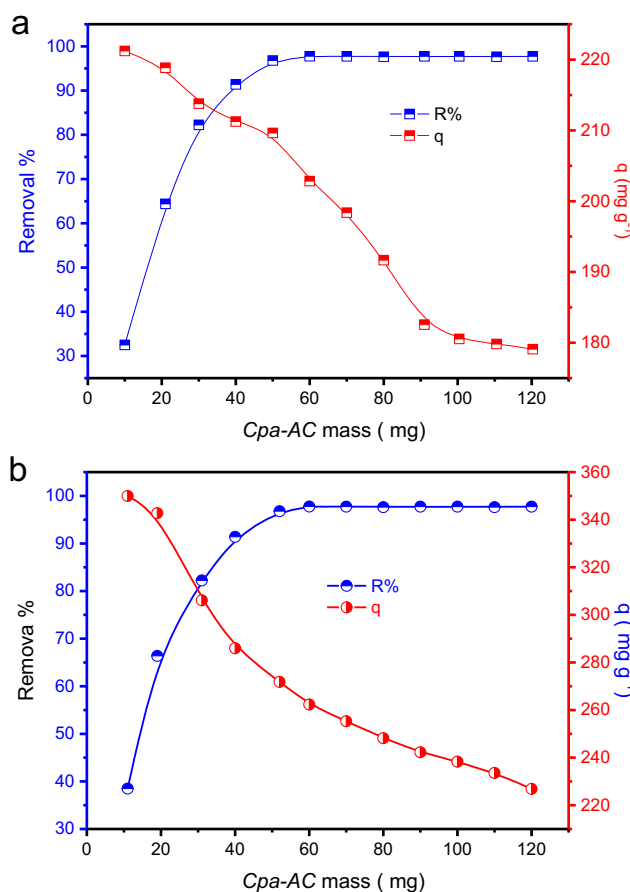 a
100
90
80
70
60
50
40
30
Removal %
R%
q
220
210
200
190
180
q (mg g⁻¹)
0 20 40 60 80 100 120
Cpa-AC mass ( mg)
b
100
90
80
70
60
50
40
30
Remova %
R%
q
360
340
320
300
280
260
240
220
q ( mg g⁻¹)
0 20 40 60 80 100 120
Cpa-AC mass ( mg)